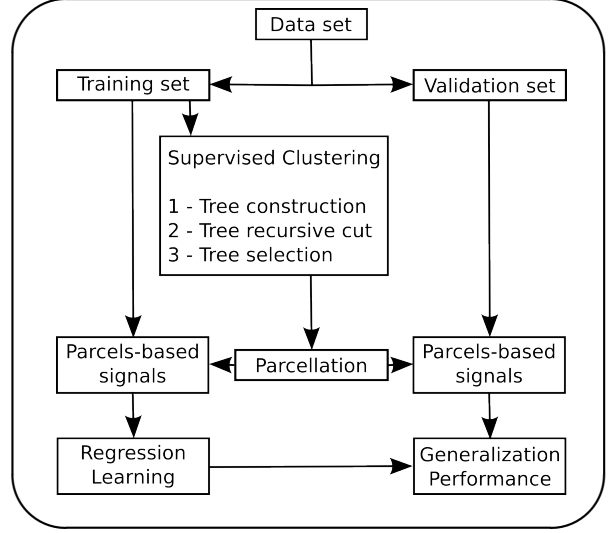 Data set
Training set
Validation set
Supervised Clustering
1 - Tree construction
2 - Tree recursive cut
3 - Tree selection
Parcels-based
signals
Parcellation
Parcels-based
signals
Regression
Learning
Generalization
Performance